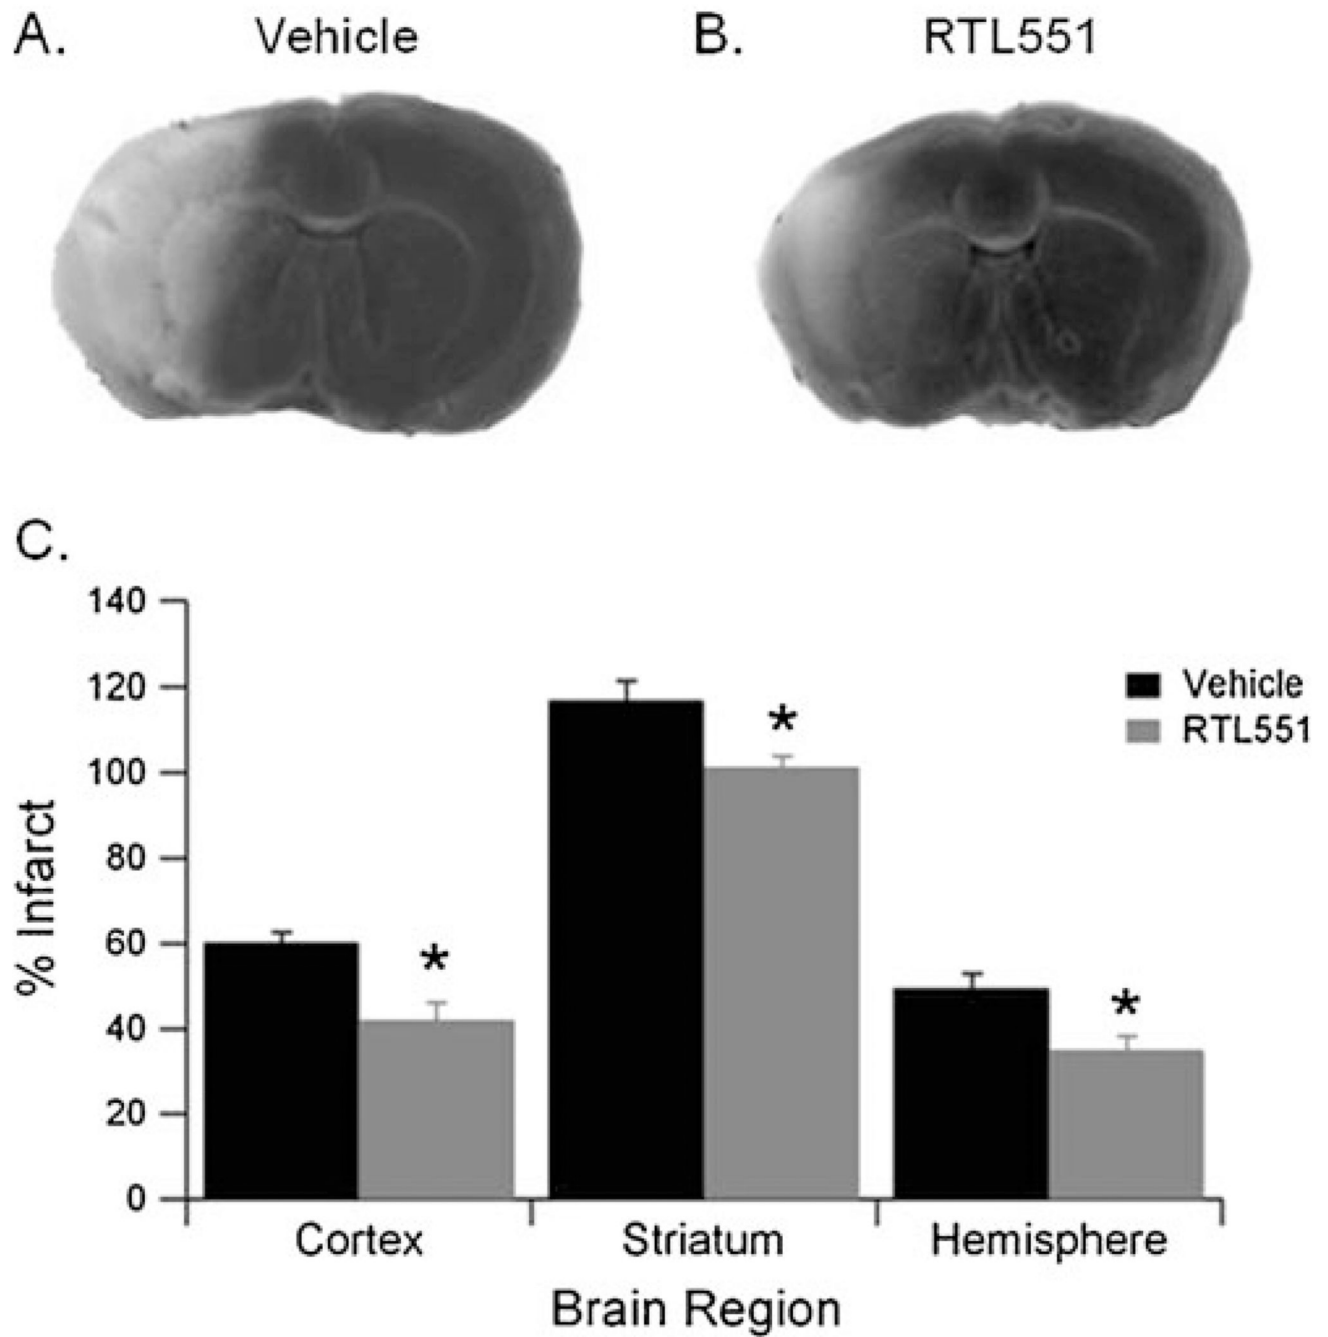 A. Vehicle
B. RTL551
C.
140
120
100
80
60
40
20
0
% Infarct
*
*
*
Vehicle
RTL551
Cortex Striatum Hemisphere
Brain Region